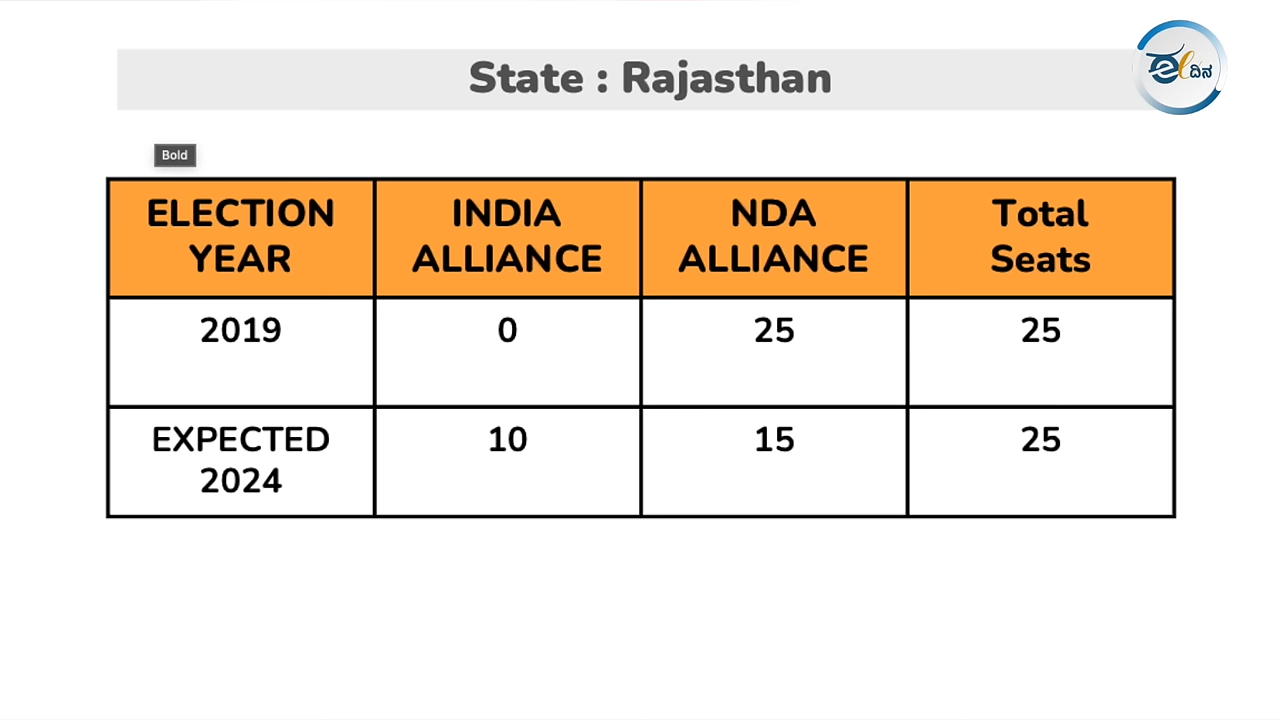 State : Rajasthan
ಈ e ದಿನ
Bold
ELECTION YEAR
INDIA ALLIANCE
NDA ALLIANCE
Total Seats
2019
0
25
25
EXPECTED 2024
10
15
25